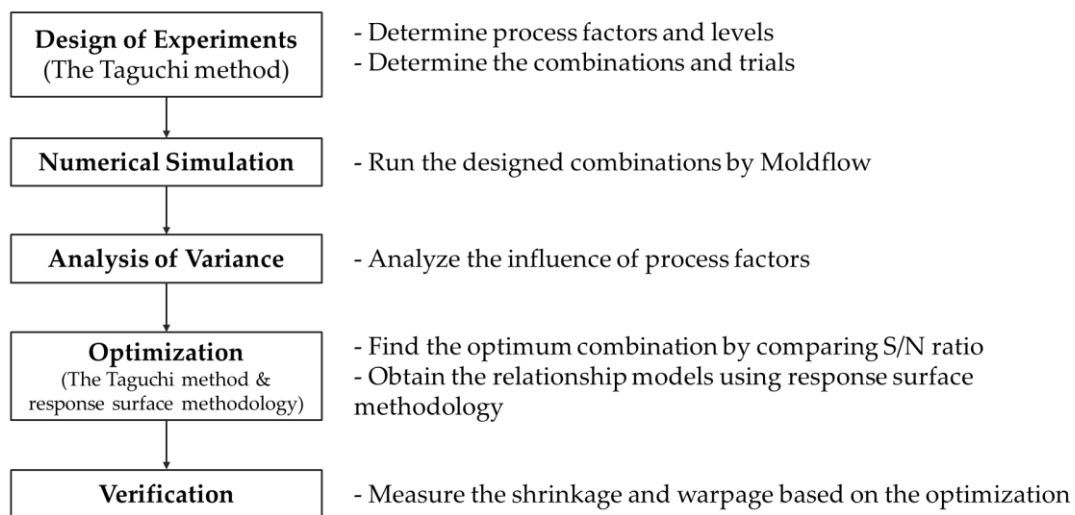 Design of Experiments
(The Taguchi method)
- Determine process factors and levels
- Determine the combinations and trials
Numerical Simulation
- Run the designed combinations by Moldflow
Analysis of Variance
- Analyze the influence of process factors
Optimization
(The Taguchi method &
response surface methodology)
- Find the optimum combination by comparing S/N ratio
- Obtain the relationship models using response surface
methodology
Verification
- Measure the shrinkage and warpage based on the optimization